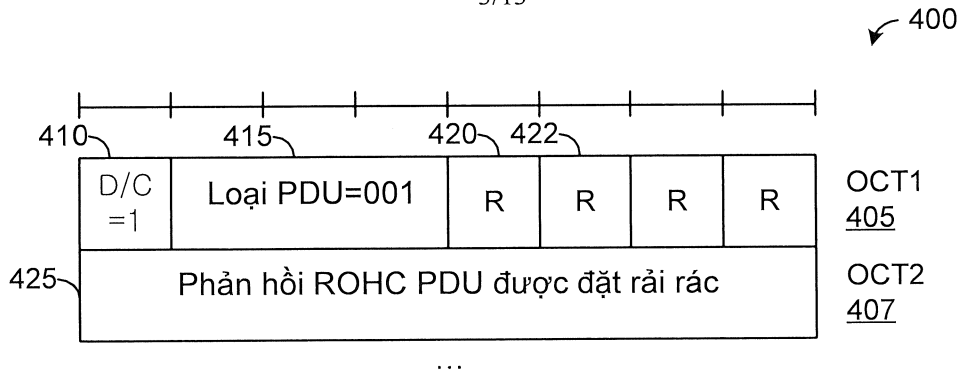 400
410
415
420
422
D/C
=1
Loại PDU=001
R
R
R
R
OCT1
405
425
Phản hồi ROHC PDU được đặt rải rác
OCT2
407
...